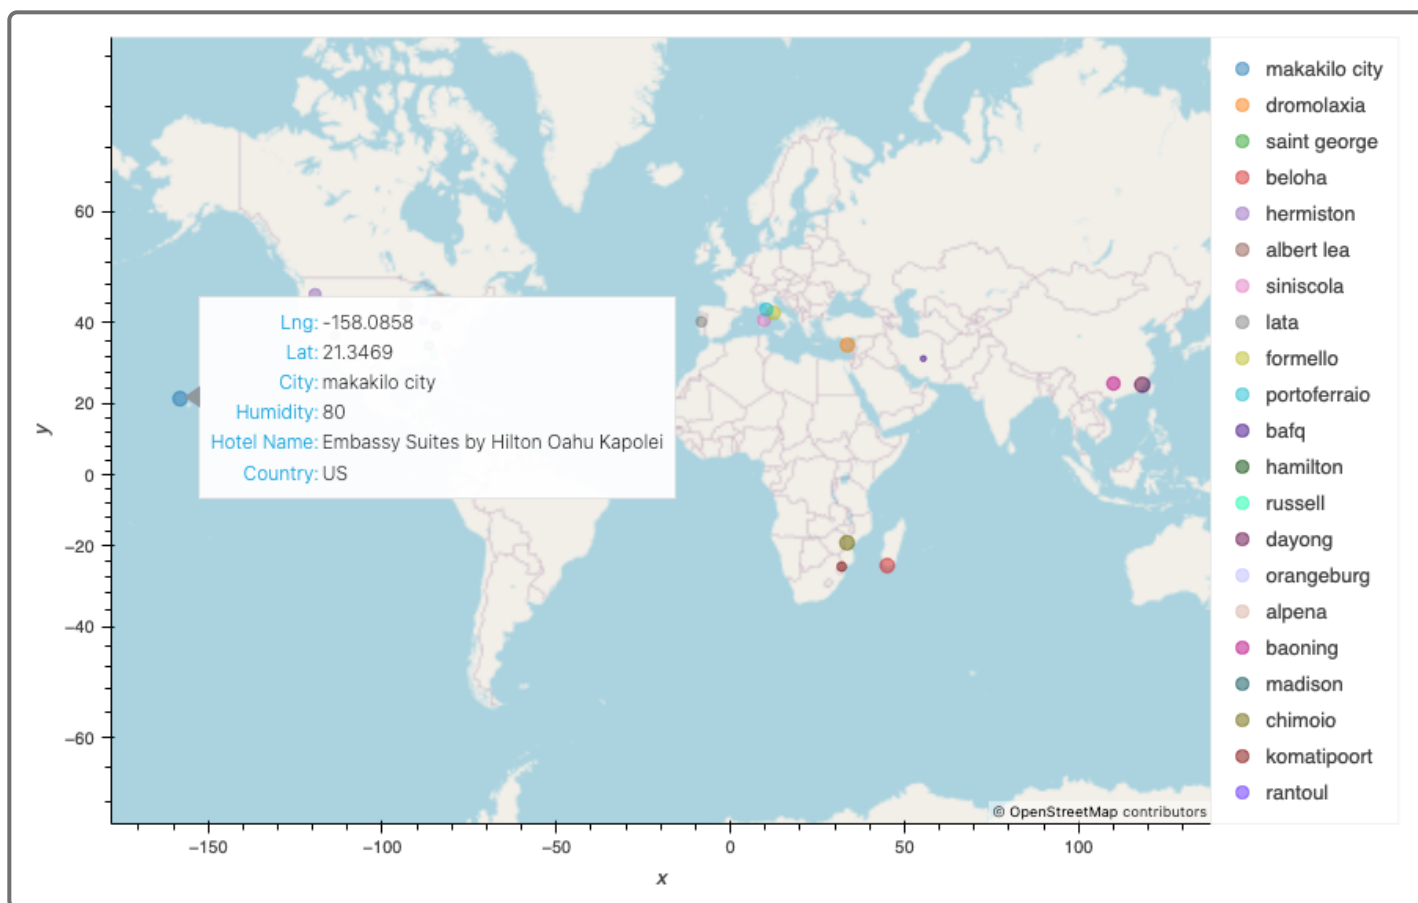 60
40
20
0
−20
−40
−60
y
−150
−100
−50
0
50
100
x
Lng: -158.0858
Lat: 21.3469
City: makakilo city
Humidity: 80
Hotel Name: Embassy Suites by Hilton Oahu Kapolei
Country: US
© OpenStreetMap contributors
makakilo city
dromolaxia
saint george
beloha
hermiston
albert lea
siniscola
lata
formello
portoferraio
bafq
hamilton
russell
dayong
orangeburg
alpena
baoning
madison
chimoio
komatipoort
rantoul